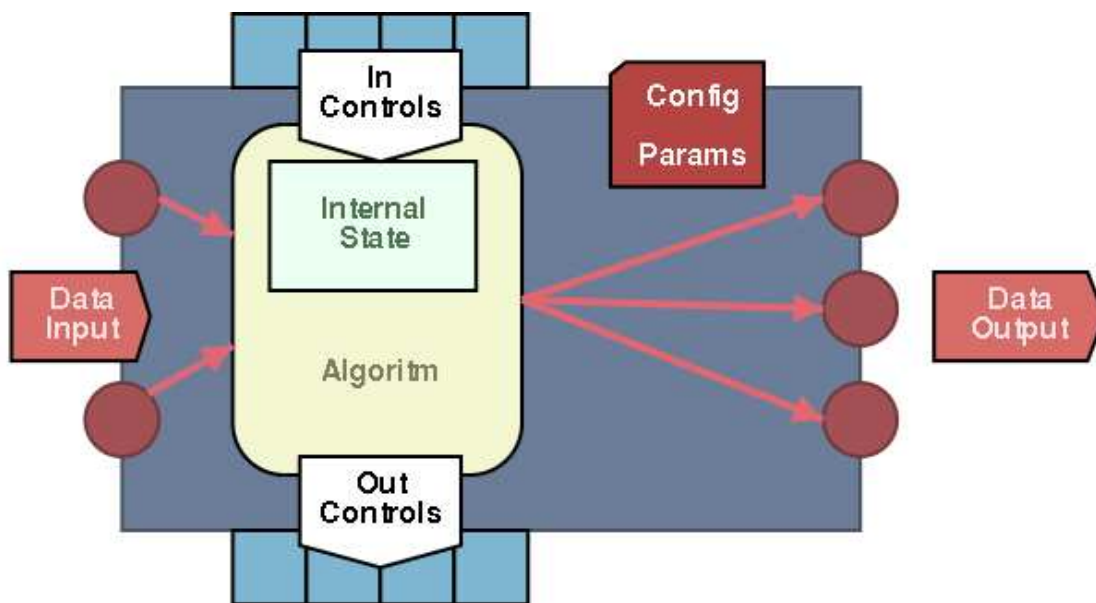 In
Controls
Config
Params
Internal
State
Data
Input
Data
Output
Algoritm
Out
Controls